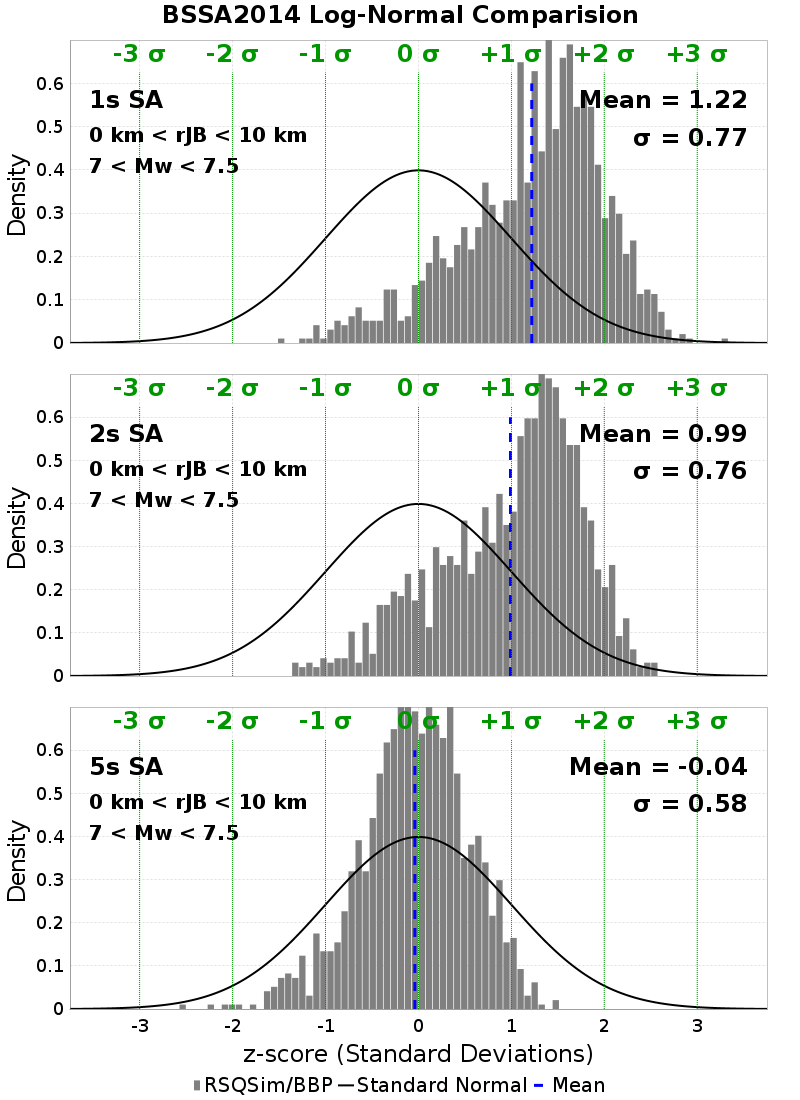 BSSA2014 Log-Normal Comparision
-3 σ -2 σ -1 σ 0 σ +1 σ +2 σ +3 σ
1s SA
Mean = 1.22
0 km < rJB < 10 km
σ = 0.77
7 < Mw < 7.5
Density
0.6
0.5
0.4
0.3
0.2
0.1
0
-3 σ -2 σ -1 σ 0 σ +1 σ +2 σ +3 σ
2s SA
Mean = 0.99
0 km < rJB < 10 km
σ = 0.76
7 < Mw < 7.5
Density
0.6
0.5
0.4
0.3
0.2
0.1
0
-3 σ -2 σ -1 σ 0 σ +1 σ +2 σ +3 σ
5s SA
Mean = -0.04
0 km < rJB < 10 km
σ = 0.58
7 < Mw < 7.5
Density
0.6
0.5
0.4
0.3
0.2
0.1
0
-3 -2 -1 0 1 2 3
z-score (Standard Deviations)
RSQSim/BBP Standard Normal Mean